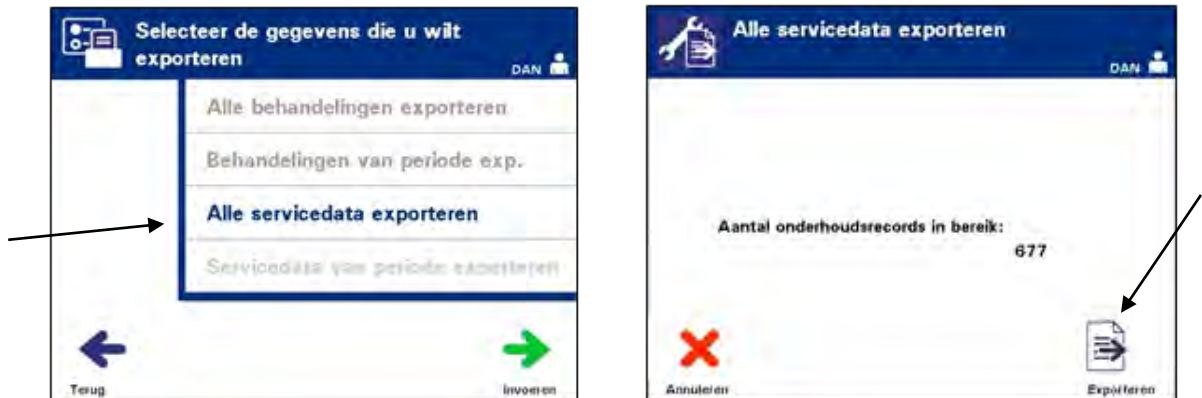 Selecteer de gegevens die u wilt
exporteren
DAN
Alle behandelingen exporteren
Behandelingen van periode exp.
Alle servicedata exporteren
Servicedata van periode exporteren
Terug
Invoeren
Alle servicedata exporteren
DAN
Aantal onderhoudsrecords in bereik:
677
Annuleren
Exporteren